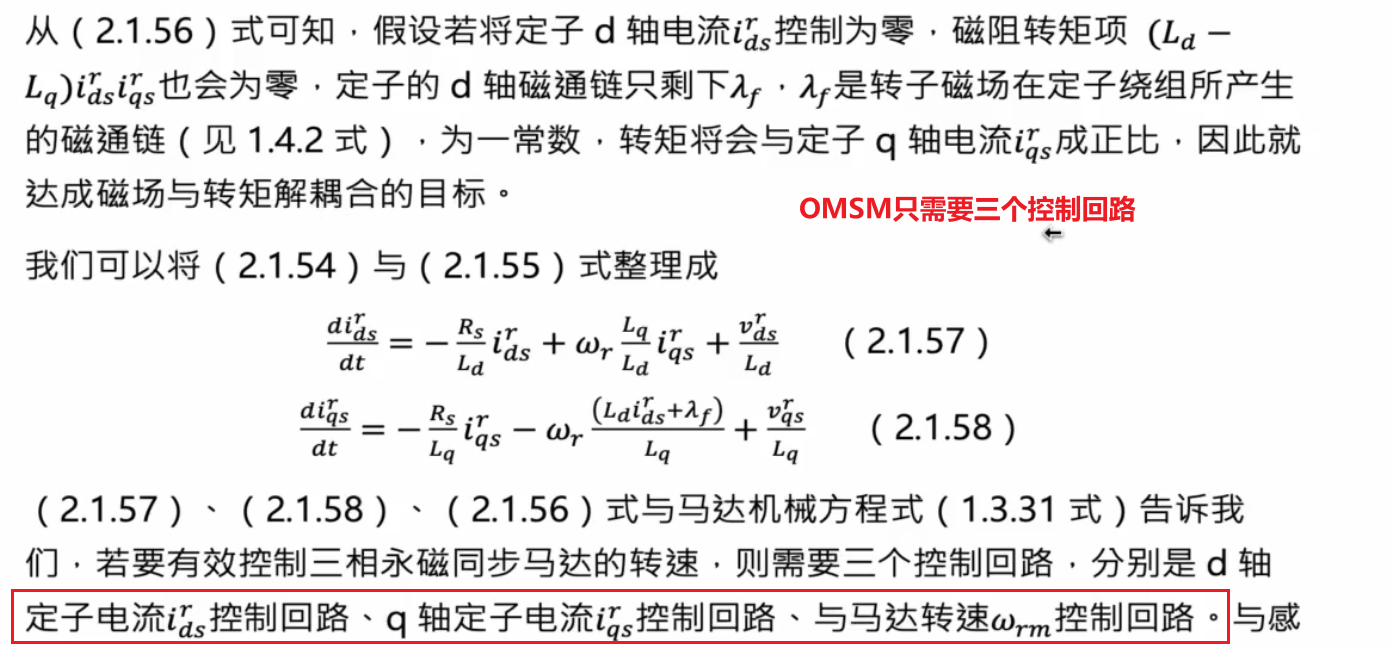 从（2.1.56）式可知，假设若将定子 d 轴电流$i_{ds}^{r}$控制为零，磁阻转矩项 $(L_d -$
$L_q)i_{ds}^{r}i_{qs}^{r}$也会为零，定子的 d 轴磁通链只剩下$\lambda_f$，$\lambda_f$是转子磁场在定子绕组所产生
的磁通链（见 1.4.2 式），为一常数，转矩将会与定子 q 轴电流$i_{qs}^{r}$成正比，因此就
达成磁场与转矩解耦合的目标。
OMSM只需要三个控制回路
我们可以将（2.1.54）与（2.1.55）式整理成
$\frac{di_{ds}^{r}}{dt} = -\frac{R_s}{L_d}i_{ds}^{r} + \omega_r\frac{L_q}{L_d}i_{qs}^{r} + \frac{v_{ds}^{r}}{L_d}$ （2.1.57）
$\frac{di_{qs}^{r}}{dt} = -\frac{R_s}{L_q}i_{qs}^{r} - \omega_r\frac{(L_d i_{ds}^{r}+\lambda_f)}{L_q} + \frac{v_{qs}^{r}}{L_q}$ （2.1.58）
（2.1.57）、（2.1.58）、（2.1.56）式与马达机械方程式（1.3.31 式）告诉我
们，若要有效控制三相永磁同步马达的转速，则需要三个控制回路，分别是 d 轴
定子电流$i_{ds}^{r}$控制回路、q 轴定子电流$i_{qs}^{r}$控制回路、与马达转速$\omega_{rm}$控制回路。与感